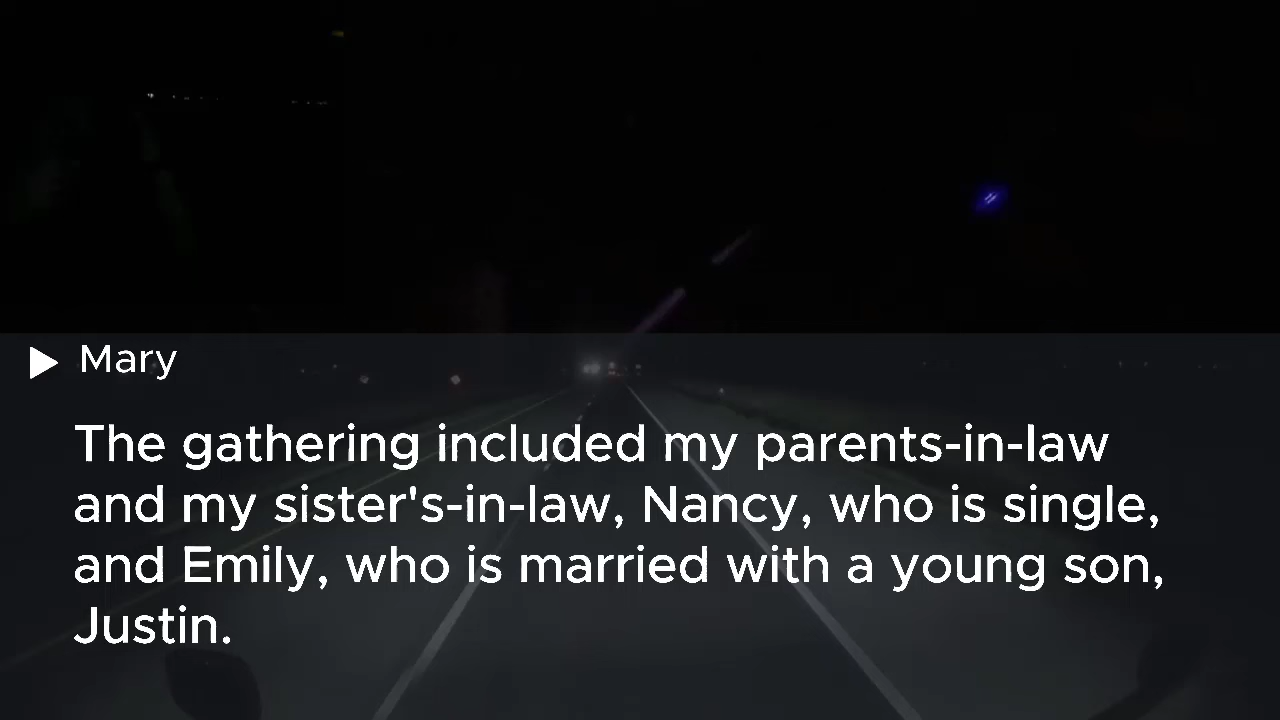 Mary
The gathering included my parents-in-law
and my sister's-in-law, Nancy, who is single,
and Emily, who is married with a young son,
Justin.